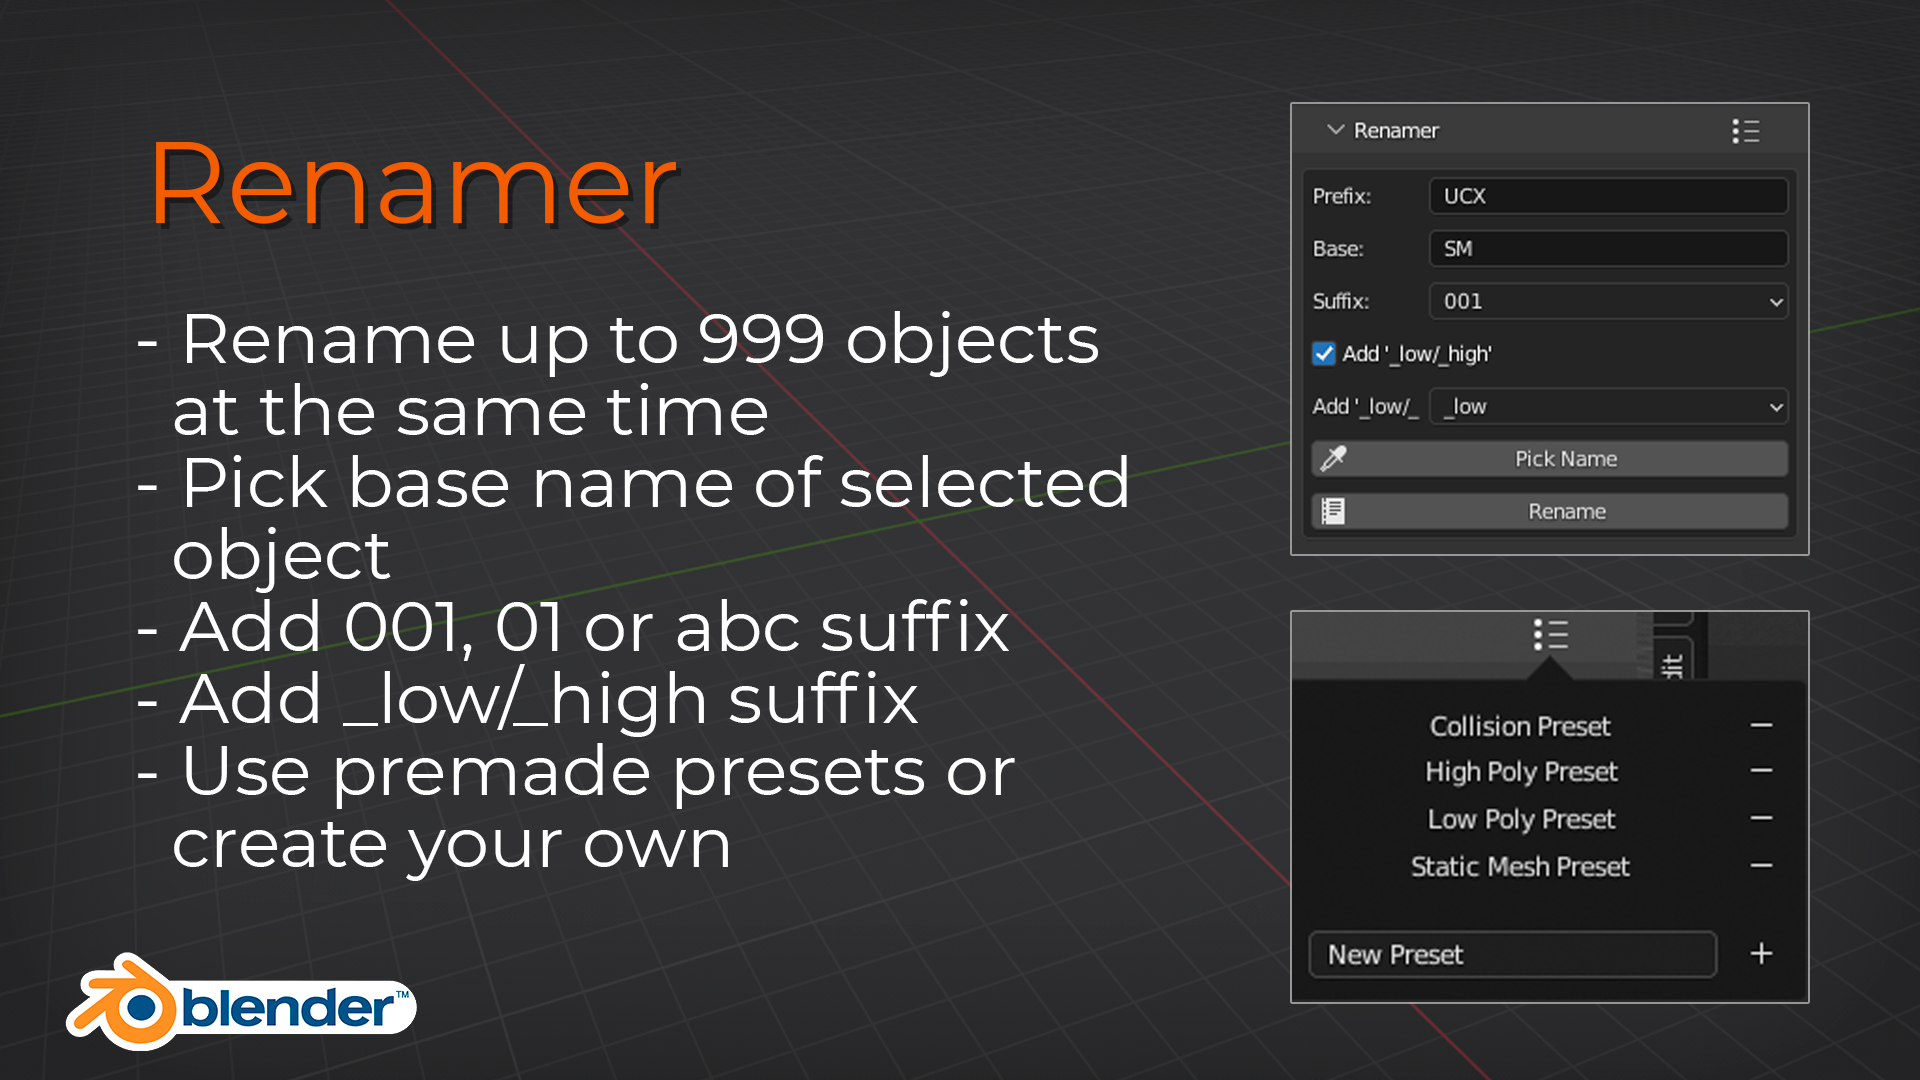 Renamer
- Rename up to 999 objects
at the same time
- Pick base name of selected
object
- Add 001, 01 or abc suffix
- Add _low/_high suffix
- Use premade presets or
create your own
blender™
Renamer
Prefix: UCX
Base: SM
Suffix: 001
Add '_low/_high'
Add '_low/_ _low
Pick Name
Rename
Collision Preset
High Poly Preset
Low Poly Preset
Static Mesh Preset
New Preset